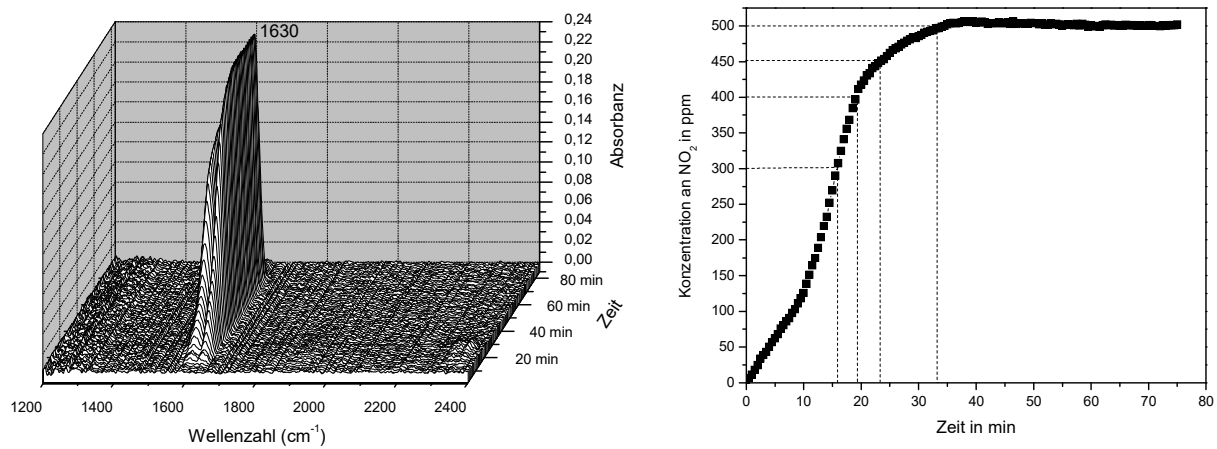 1630
0,24
0,22
0,20
0,18
0,16
0,14
0,12
0,10
0,08
0,06
0,04
0,02
0,00
Absorbanz
80 min
60 min
40 min
20 min
Zeit
1200 1400 1600 1800 2000 2200 2400
Wellenzahl (cm⁻¹)
500
450
400
350
300
250
200
150
100
50
0
Konzentration an NO₂ in ppm
0 10 20 30 40 50 60 70 80
Zeit in min